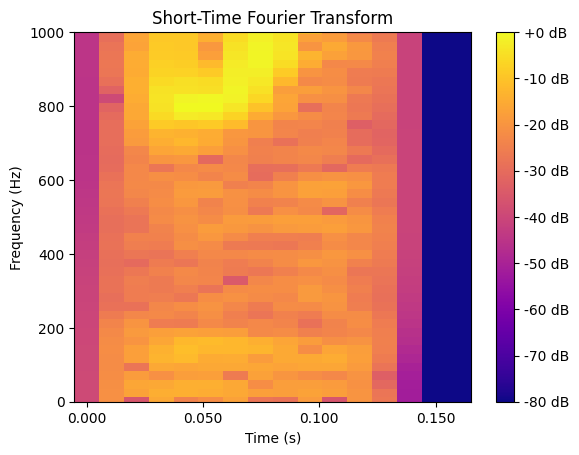 Short-Time Fourier Transform
Frequency (Hz)
1000
800
600
400
200
0
0.000
0.050
0.100
0.150
Time (s)
+0 dB
-10 dB
-20 dB
-30 dB
-40 dB
-50 dB
-60 dB
-70 dB
-80 dB